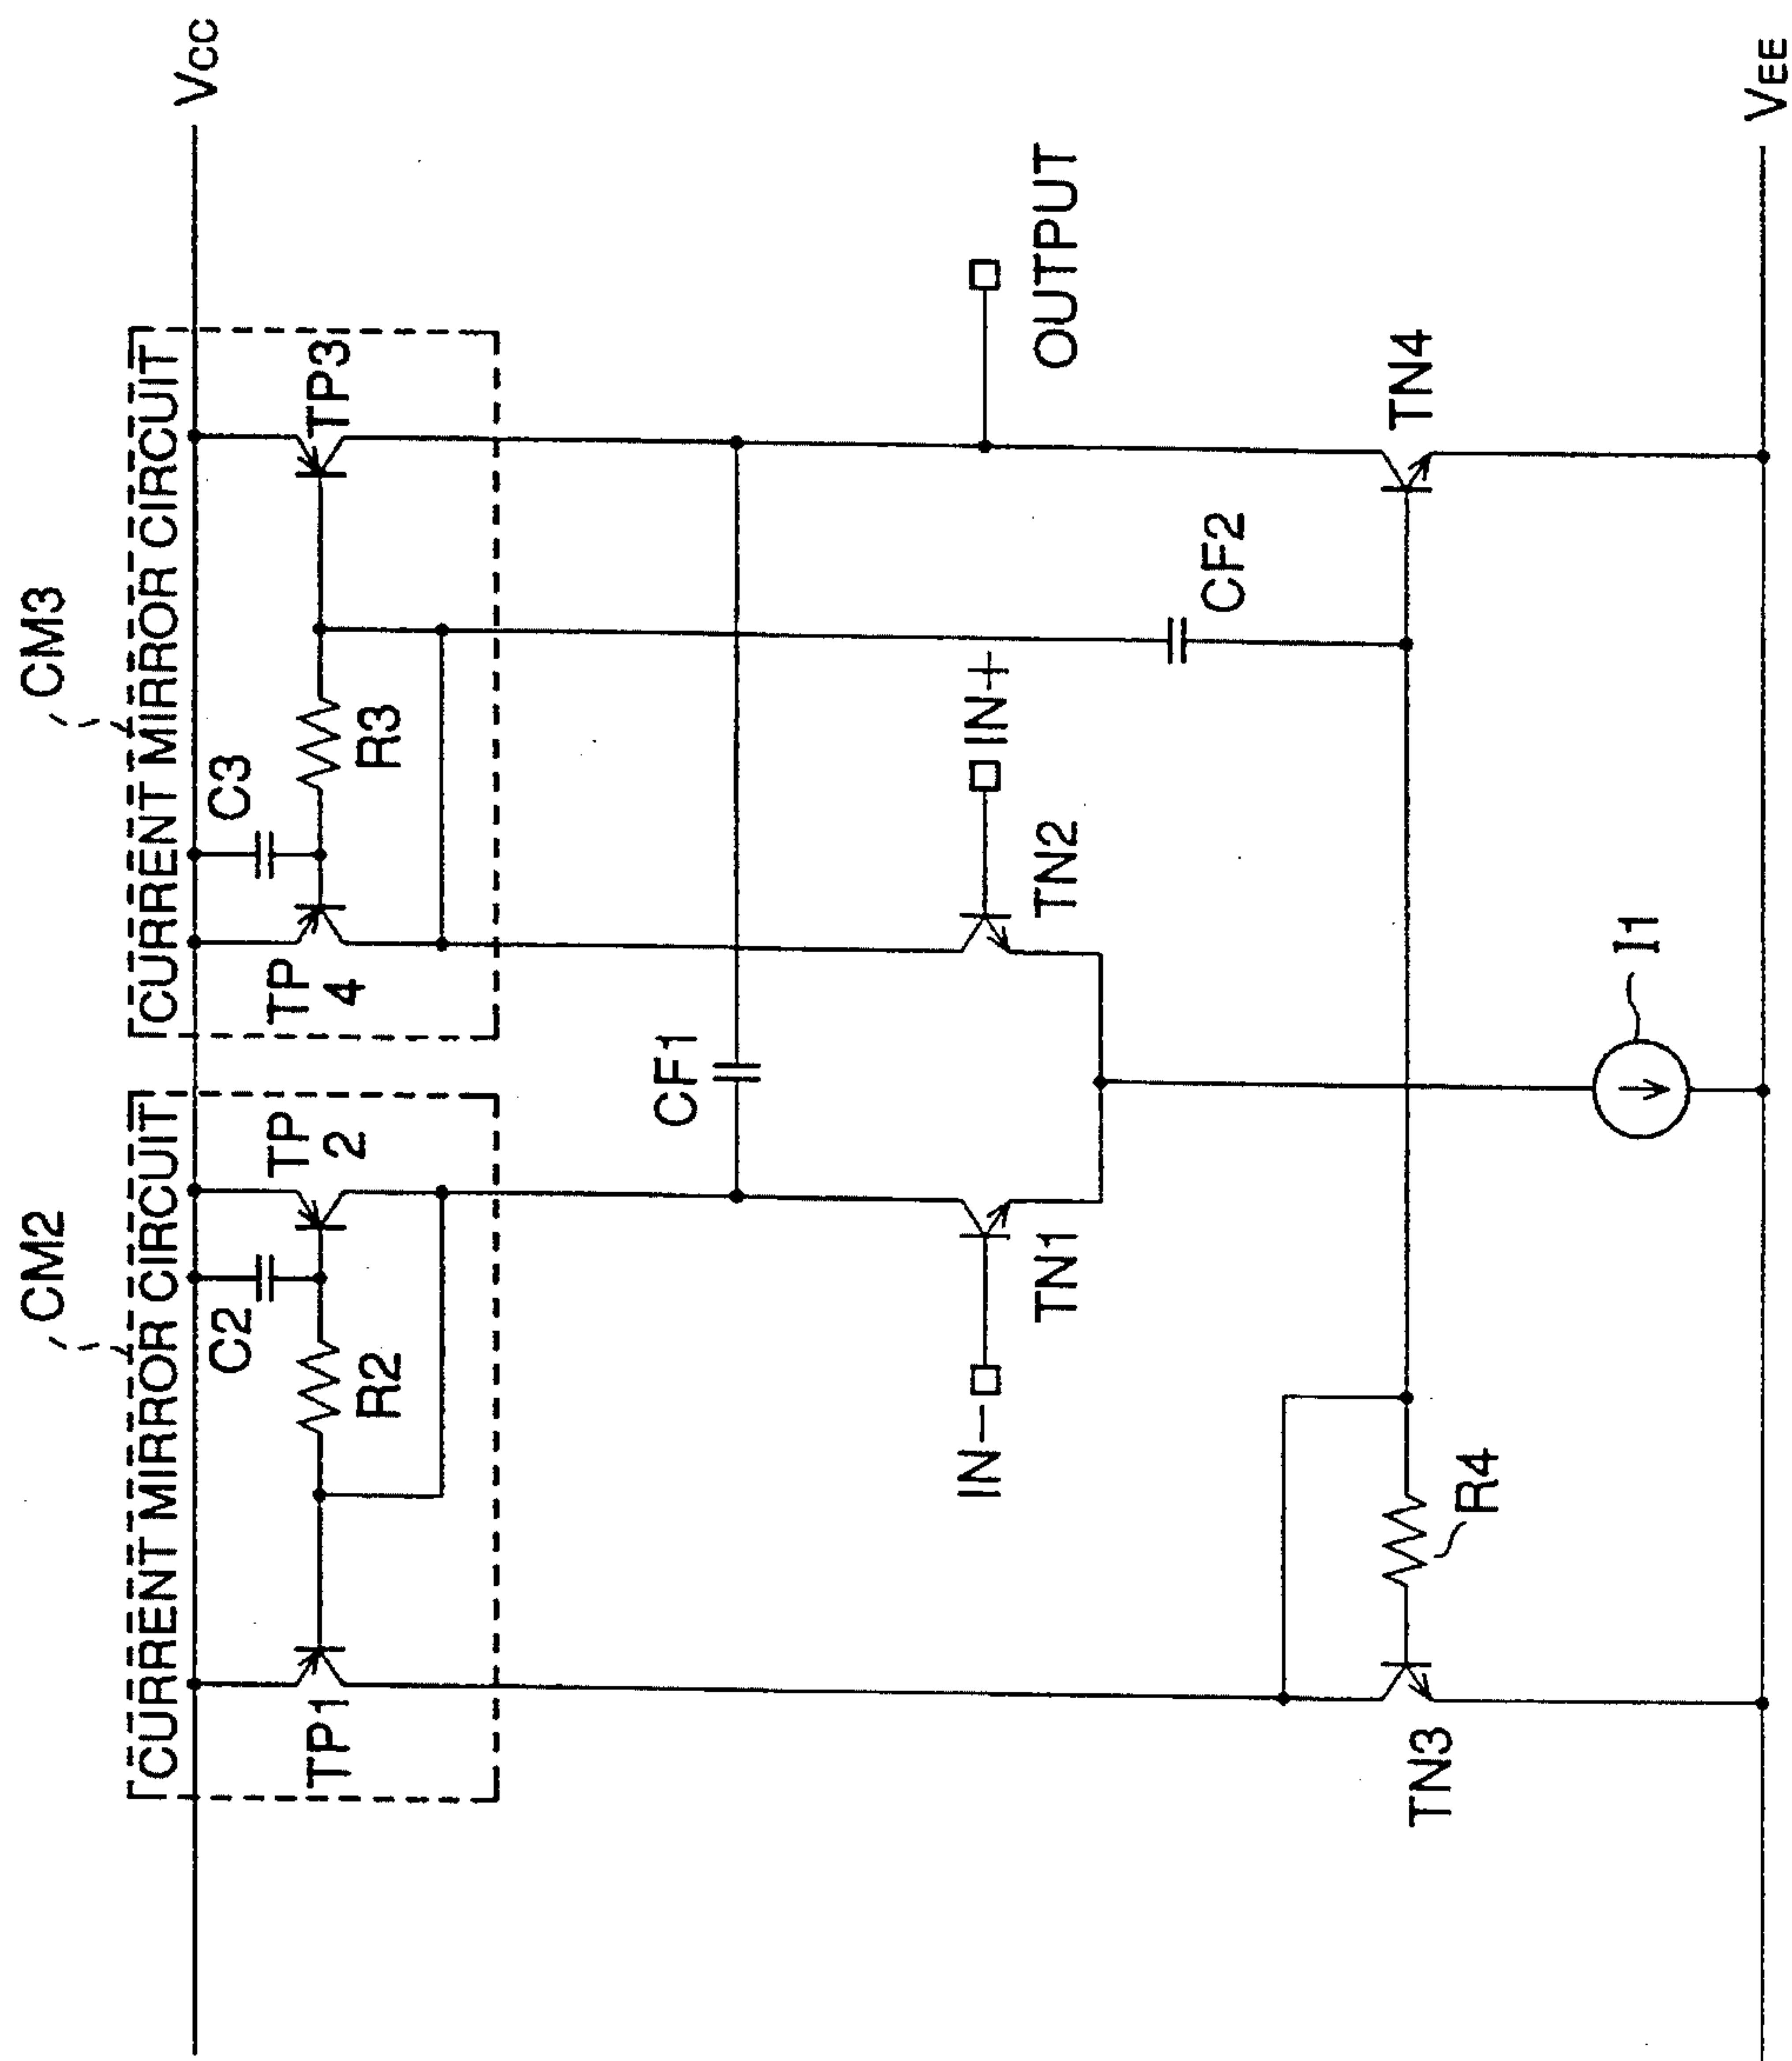 CM2
CM3
CURRENT MIRROR CIRCUIT
CURRENT MIRROR CIRCUIT
VCC
C2
C3
TP1
R2
TP
2
TP
4
R3
TP3
CF1
IN-
TN1
TN2
IN+
OUTPUT
CF2
TN3
R4
TN4
I1
VEE